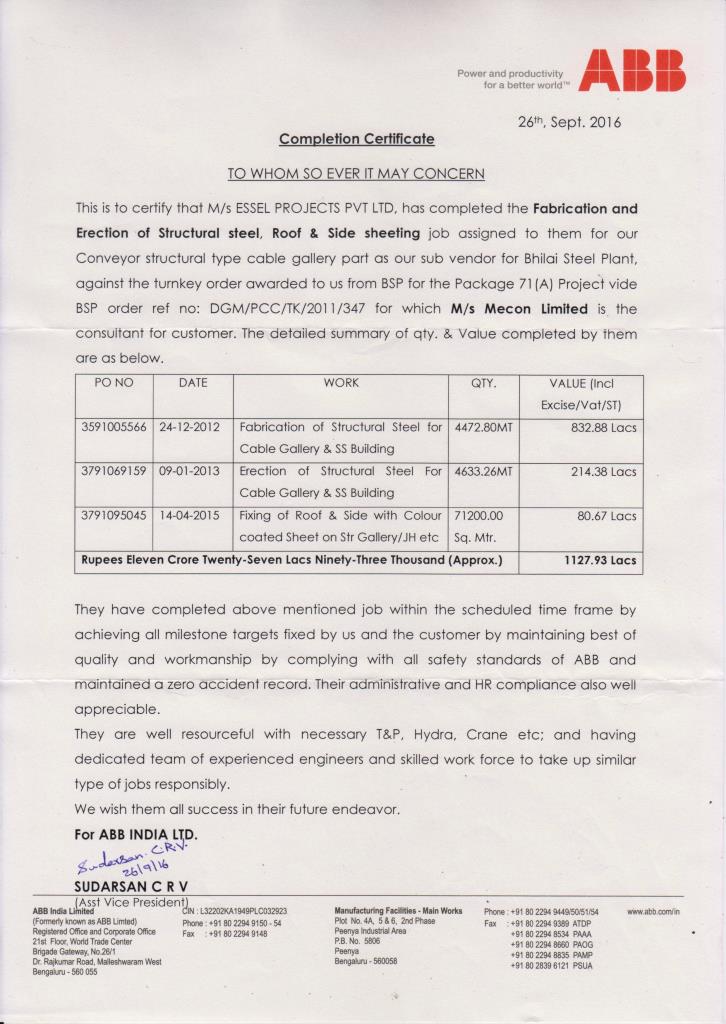 Power and productivity
for a better world™
ABB
26th, Sept. 2016
Completion Certificate
TO WHOM SO EVER IT MAY CONCERN
This is to certify that M/s ESSEL PROJECTS PVT LTD, has completed the Fabrication and
Erection of Structural steel, Roof & Side sheeting job assigned to them for our
Conveyor structural type cable gallery part as our sub vendor for Bhilai Steel Plant,
against the turnkey order awarded to us from BSP for the Package 71(A) Project vide
BSP order ref no: DGM/PCC/TK/2011/347 for which M/s Mecon Limited is the
consultant for customer. The detailed summary of qty. & Value completed by them
are as below.
PO NO DATE WORK QTY. VALUE (Incl
Excise/Vat/ST)
3591005566 24-12-2012 Fabrication of Structural Steel for 4472.80MT 832.88 Lacs
Cable Gallery & SS Building
3791069159 09-01-2013 Erection of Structural Steel For 4633.26MT 214.38 Lacs
Cable Gallery & SS Building
3791095045 14-04-2015 Fixing of Roof & Side with Colour 71200.00 80.67 Lacs
coated Sheet on Str Gallery/JH etc Sq. Mtr.
Rupees Eleven Crore Twenty-Seven Lacs Ninety-Three Thousand (Approx.) 1127.93 Lacs
They have completed above mentioned job within the scheduled time frame by
achieving all milestone targets fixed by us and the customer by maintaining best of
quality and workmanship by complying with all safety standards of ABB and
maintained a zero accident record. Their administrative and HR compliance also well
appreciable.
They are well resourceful with necessary T&P, Hydra, Crane etc; and having
dedicated team of experienced engineers and skilled work force to take up similar
type of jobs responsibly.
We wish them all success in their future endeavor.
For ABB INDIA LTD.
Sudarsan C.R.V.
26/9/16
SUDARSAN C R V
(Asst Vice President)
ABB India Limited
(Formerly known as ABB Limted)
Registered Office and Corporate Office
21st Floor, World Trade Center
Brigade Gateway, No.26/1
Dr. Rajkumar Road, Malleshwaram West
Bengaluru - 560 055
CIN : L32202KA1949PLC032923
Phone : +91 80 2294 9150 - 54
Fax : +91 80 2294 9148
Manufacturing Facilities - Main Works
Plot No. 4A, 5 & 6, 2nd Phase
Peenya Industrial Area
P.B. No. 5806
Peenya
Bengaluru - 560058
Phone : +91 80 2294 9449/50/51/54
Fax : +91 80 2294 9389 ATDP
+91 80 2294 8534 PAAA
+91 80 2294 8660 PAOG
+91 80 2294 8835 PAMP
+91 80 2839 6121 PSUA
www.abb.com/in